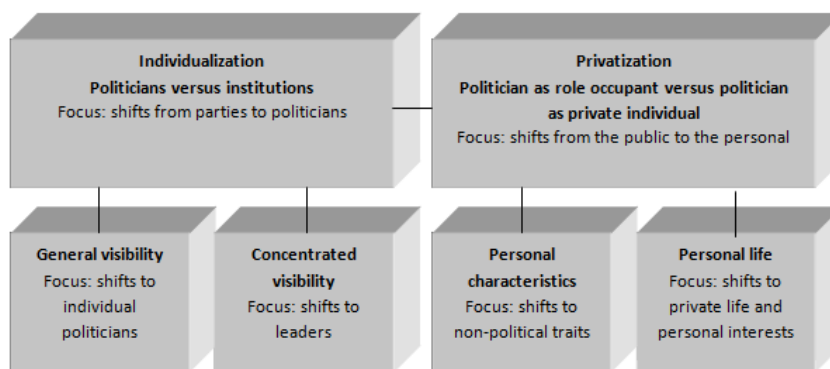 Individualization
Politicians versus institutions
Focus: shifts from parties to politicians
Privatization
Politician as role occupant versus politician
as private individual
Focus: shifts from the public to the personal
General visibility
Focus: shifts to
individual
politicians
Concentrated
visibility
Focus: shifts to
leaders
Personal
characteristics
Focus: shifts to
non-political traits
Personal life
Focus: shifts to
private life and
personal interests